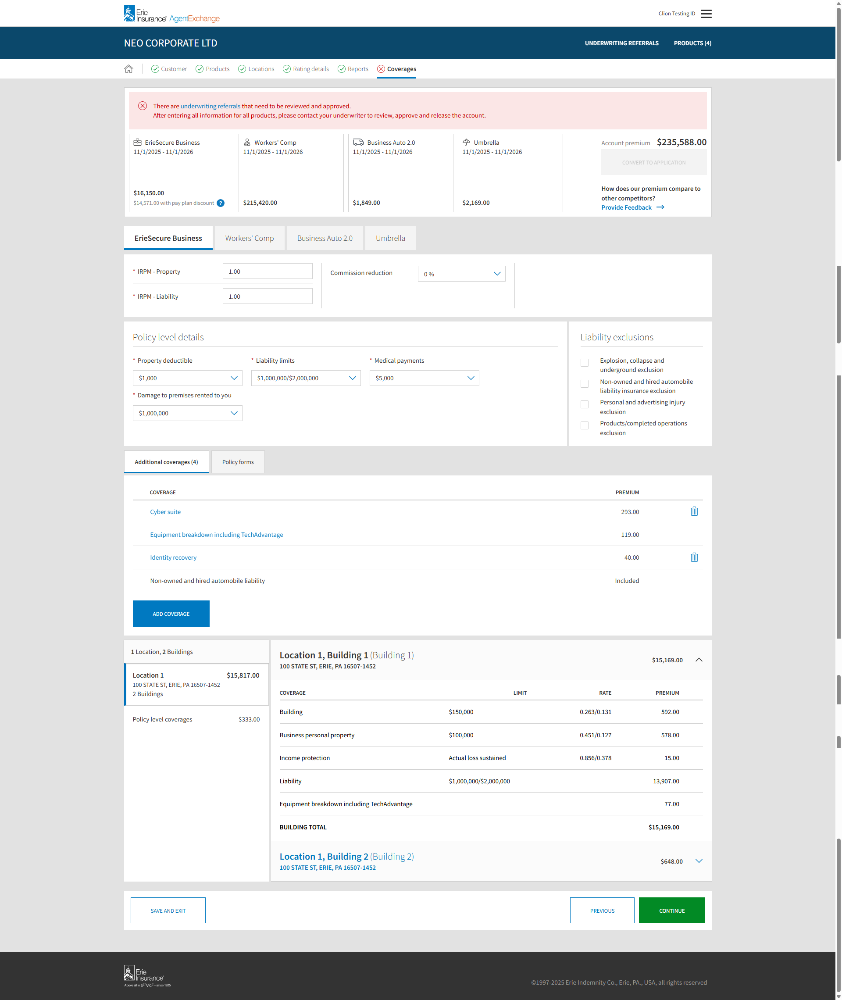 Erie
Insurance® AgentExchange
Clion Testing ID
NEO CORPORATE LTD
UNDERWRITING REFERRALS
PRODUCTS (4)
Customer
Products
Locations
Rating details
Reports
Coverages
There are underwriting referrals that need to be reviewed and approved.
After entering all information for all products, please contact your underwriter to review, approve and release the account.
ErieSecure Business
11/1/2025 - 11/1/2026
$16,150.00
$14,571.00 with pay plan discount ?
Workers' Comp
11/1/2025 - 11/1/2026
$215,420.00
Business Auto 2.0
11/1/2025 - 11/1/2026
$1,849.00
Umbrella
11/1/2025 - 11/1/2026
$2,169.00
Account premium $235,588.00
CONVERT TO APPLICATION
How does our premium compare to
other competitors?
Provide Feedback
ErieSecure Business
Workers' Comp
Business Auto 2.0
Umbrella
* IRPM - Property
1.00
* IRPM - Liability
1.00
Commission reduction
0 %
Policy level details
* Property deductible
$1,000
* Liability limits
$1,000,000/$2,000,000
* Medical payments
$5,000
* Damage to premises rented to you
$1,000,000
Liability exclusions
Explosion, collapse and
underground exclusion
Non-owned and hired automobile
liability insurance exclusion
Personal and advertising injury
exclusion
Products/completed operations
exclusion
Additional coverages (4)
Policy forms
COVERAGE PREMIUM
Cyber suite 293.00
Equipment breakdown including TechAdvantage 119.00
Identity recovery 40.00
Non-owned and hired automobile liability Included
ADD COVERAGE
1 Location, 2 Buildings
Location 1 $15,817.00
100 STATE ST, ERIE, PA 16507-1452
2 Buildings
Policy level coverages $333.00
Location 1, Building 1 (Building 1)
100 STATE ST, ERIE, PA 16507-1452
$15,169.00
COVERAGE LIMIT RATE PREMIUM
Building $150,000 0.263/0.131 592.00
Business personal property $100,000 0.451/0.127 578.00
Income protection Actual loss sustained 0.856/0.378 15.00
Liability $1,000,000/$2,000,000 13,907.00
Equipment breakdown including TechAdvantage 77.00
BUILDING TOTAL $15,169.00
Location 1, Building 2 (Building 2)
100 STATE ST, ERIE, PA 16507-1452
$648.00
SAVE AND EXIT
PREVIOUS
CONTINUE
Erie
Insurance®
Above all in SERVICE® - since 1925
©1997-2025 Erie Indemnity Co., Erie, PA., USA, all rights reserved